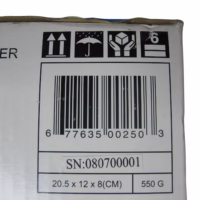 6
ER
6 77635 00250 3
SN:080700001
20.5 x 12 x 8(CM) 550 G